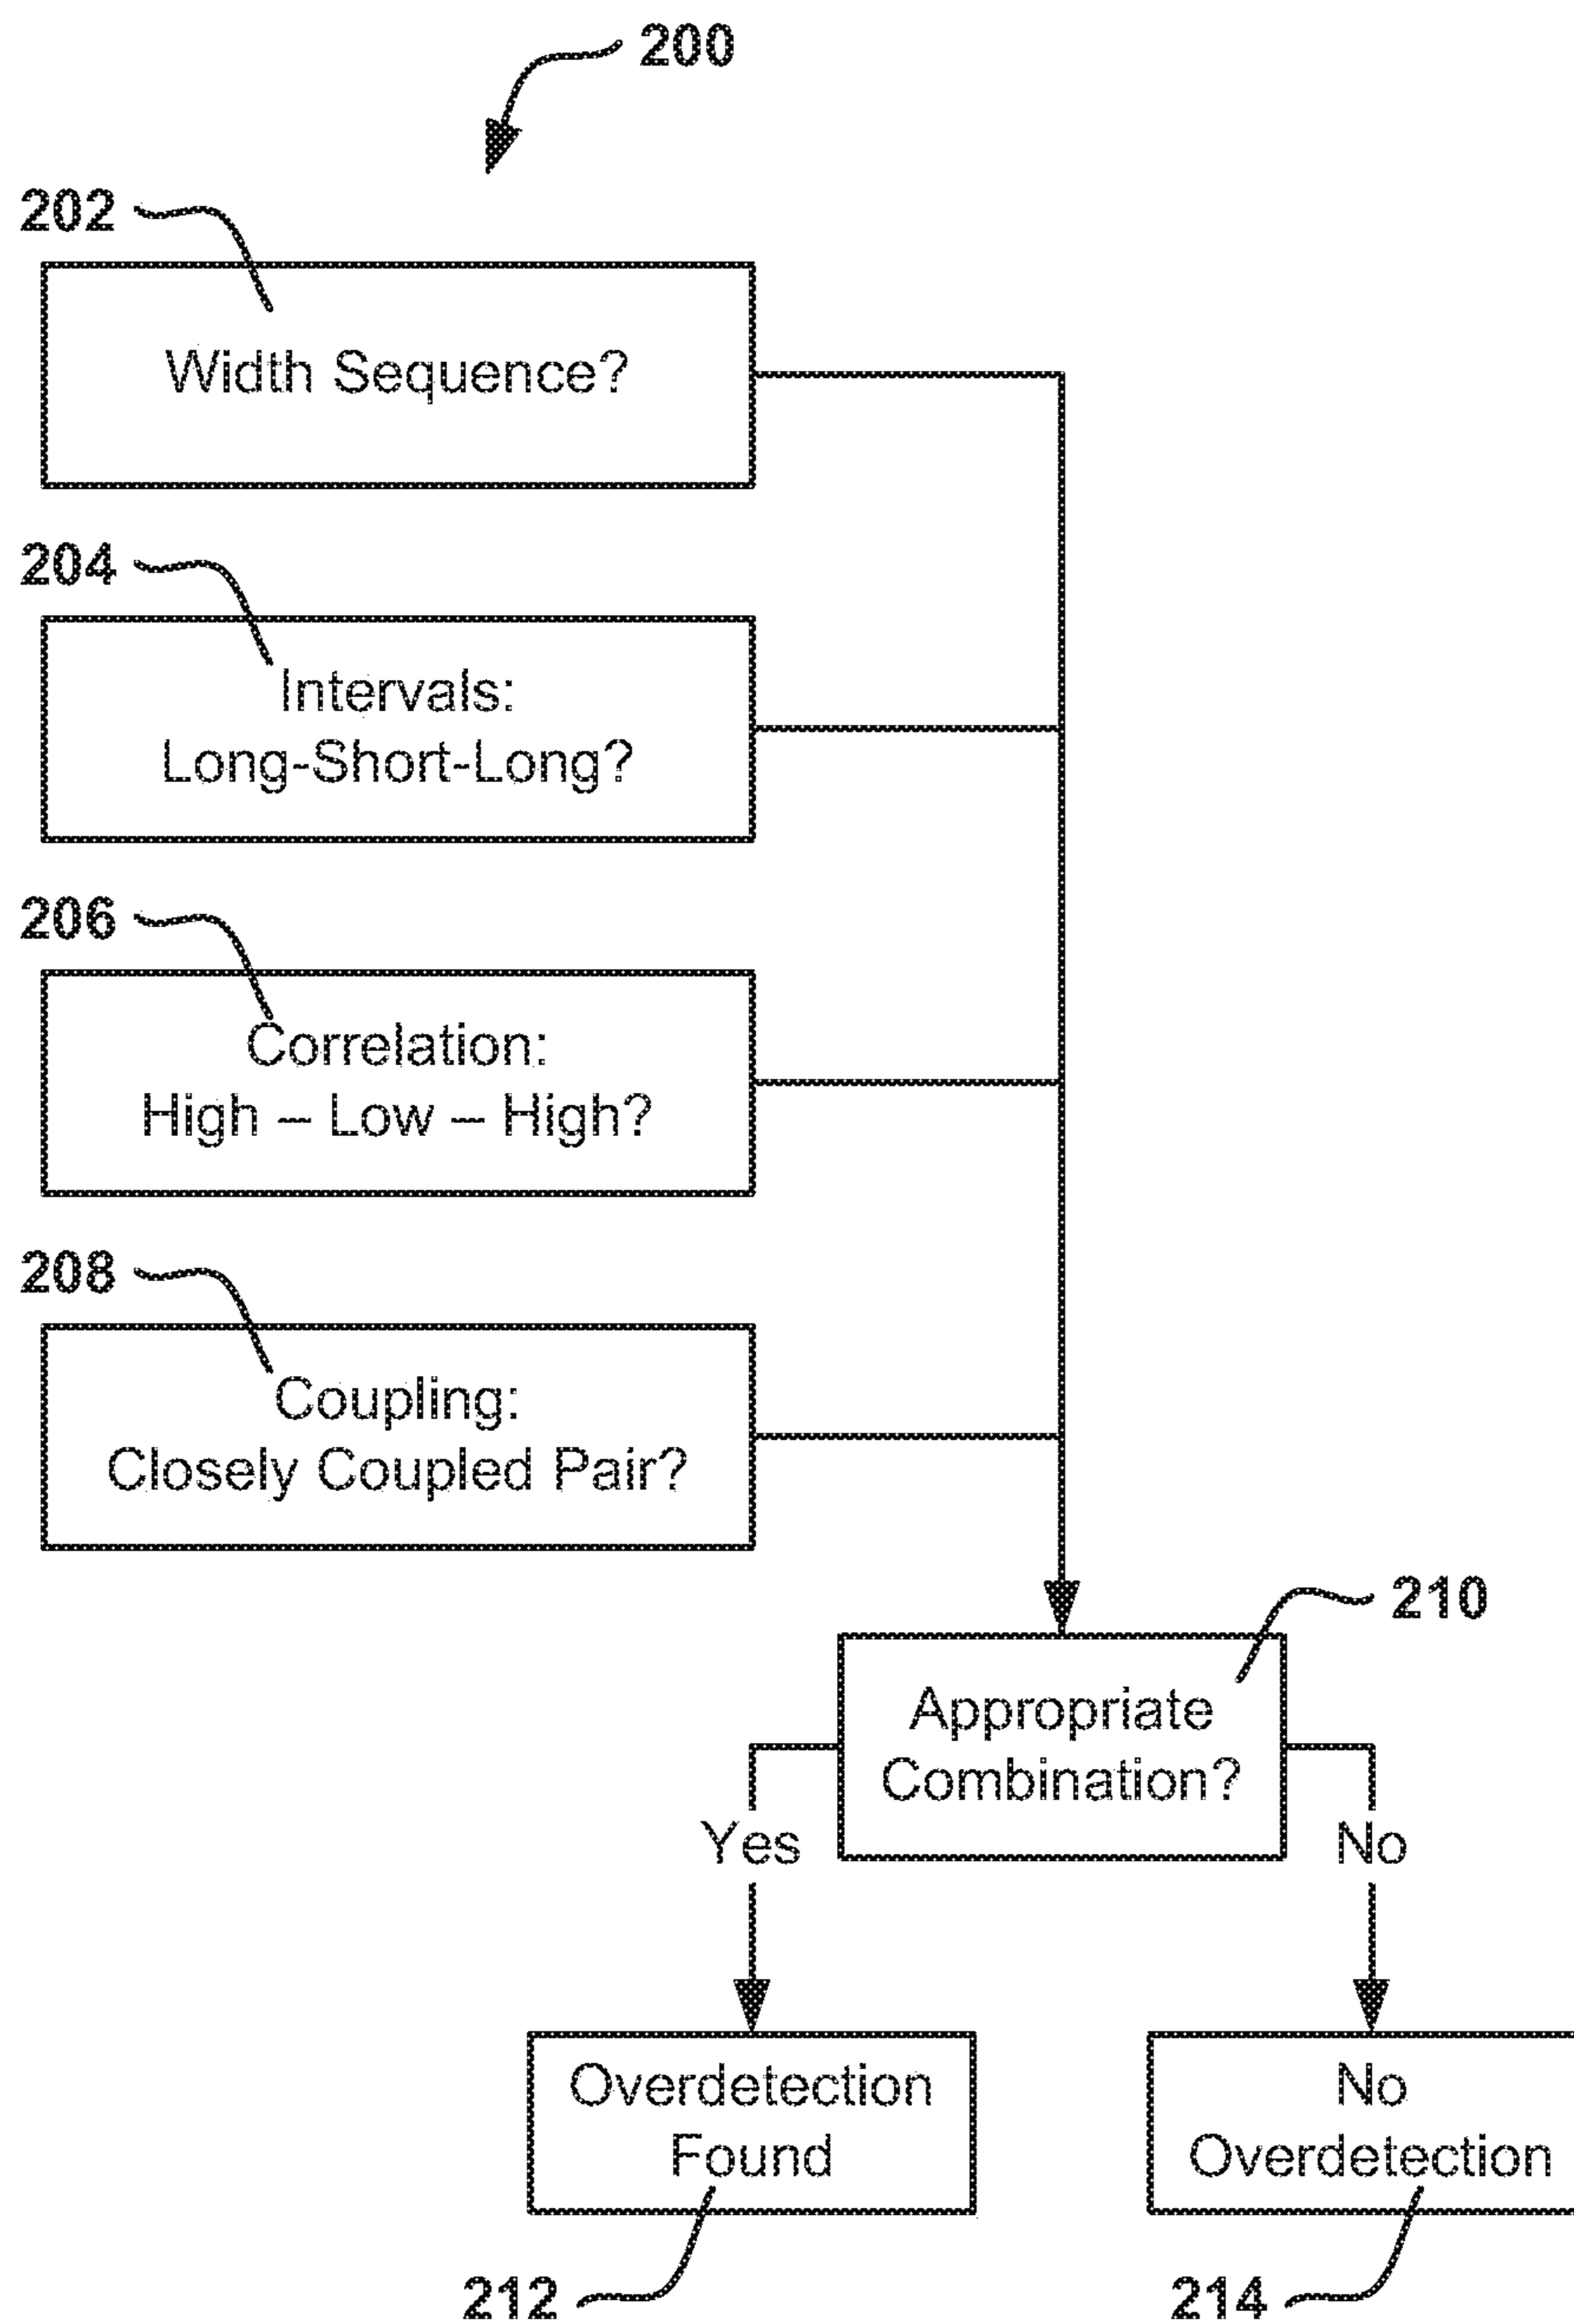 200
202
Width Sequence?
204
Intervals:
Long-Short-Long?
206
Correlation:
High – Low – High?
208
Coupling:
Closely Coupled Pair?
210
Appropriate
Combination?
Yes
No
Overdetection
Found
No
Overdetection
212
214